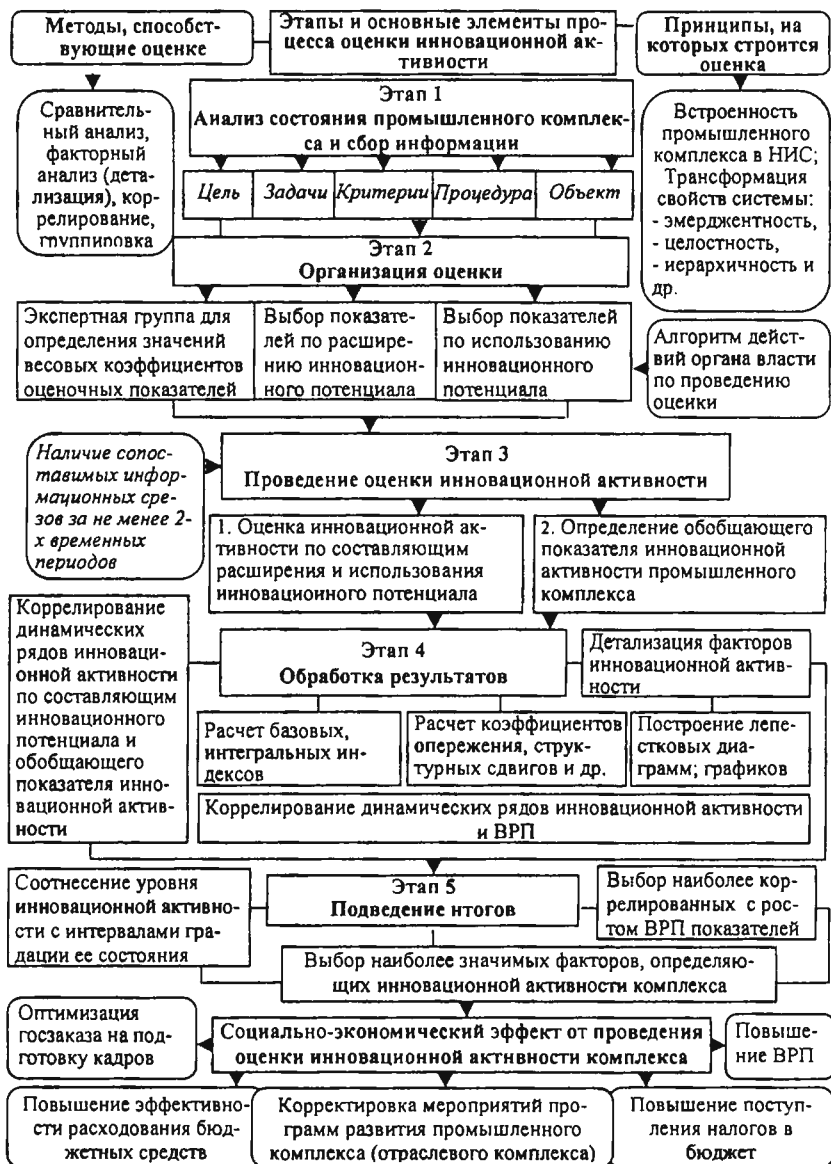 Методы, способст-
вующие оценке
Этапы и основные элементы про-
цесса оценки инновационной ак-
тивности
Принципы, на
которых строится
оценка
Сравнитель-
ный анализ,
факторный
анализ (дета-
лизация), кор-
релирование,
группировка
Этап 1
Анализ состояния промышленного комплек-
са и сбор информации
Цель
Задачи
Критерии
Процедура
Объект
Встроенность
промышленного
комплекса в НИС;
Трансформация
свойств системы:
- эмерджентность,
- целостность,
- иерархичность и
др.
Этап 2
Организация оценки
Экспертная группа для
определения значений
весовых коэффициентов
оценочных показателей
Выбор показате-
лей по расшире-
нию инновацион-
ного потенциала
Выбор показателей
по использованию
инновационного
потенциала
Алгоритм дейст-
вий органа власти
по проведению
оценки
Наличие сопос-
тавимых инфор-
мационных сре-
зов за не менее 2-
х временных
периодов
Этап 3
Проведение оценки инновационной активности
1. Оценка инновационной ак-
тивности по составляющим
расширения и использования
инновационного потенциала
2. Определение обобщающего
показателя инновационной
активности промышленного
комплекса
Коррелирование
динамических
рядов инноваци-
онной активности
по составляющим
инновационного
потенциала и
обобщающего
показателя инно-
вационной актив-
ности
Этап 4
Обработка результатов
Детализация факторов
инновационной актив-
ности
Расчет базовых,
интегральных ин-
дексов
Расчет коэффициентов
опережения, струк-
турных сдвигов и др.
Построение лепе-
стковых диа-
грамм; графиков
Коррелирование динамических рядов инновационной активности
и ВРП
Соотнесение уровня
инновационной активно-
сти с интервалами гра-
дации ее состояния
Этап 5
Подведение итогов
Выбор наиболее кор-
релированных с рос-
том ВРП показателей
Выбор наиболее значимых факторов, определяю-
щих инновационной активности комплекса
Оптимизация
госзаказа на под-
готовку кадров
Социально-экономический эффект от проведения
оценки инновационной активности комплекса
Повыше-
ние ВРП
Повышение эффективно-
сти расходования бюд-
жетных средств
Корректировка мероприятий про-
грамм развития промышленного
комплекса (отраслевого комплекса)
Повышение поступ-
ления налогов в
бюджет